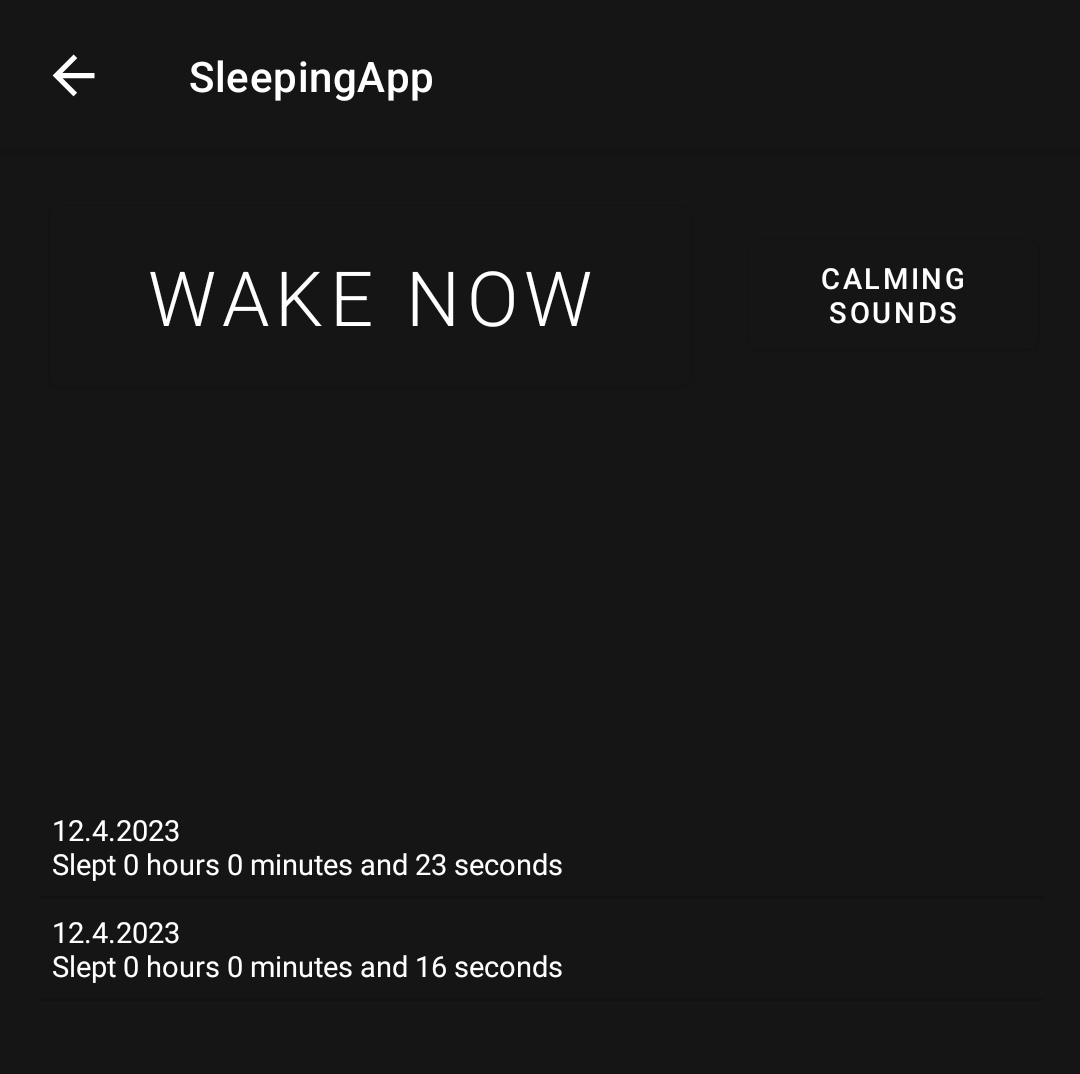 SleepingApp
WAKE NOW
CALMING
SOUNDS
12.4.2023
Slept 0 hours 0 minutes and 23 seconds
12.4.2023
Slept 0 hours 0 minutes and 16 seconds